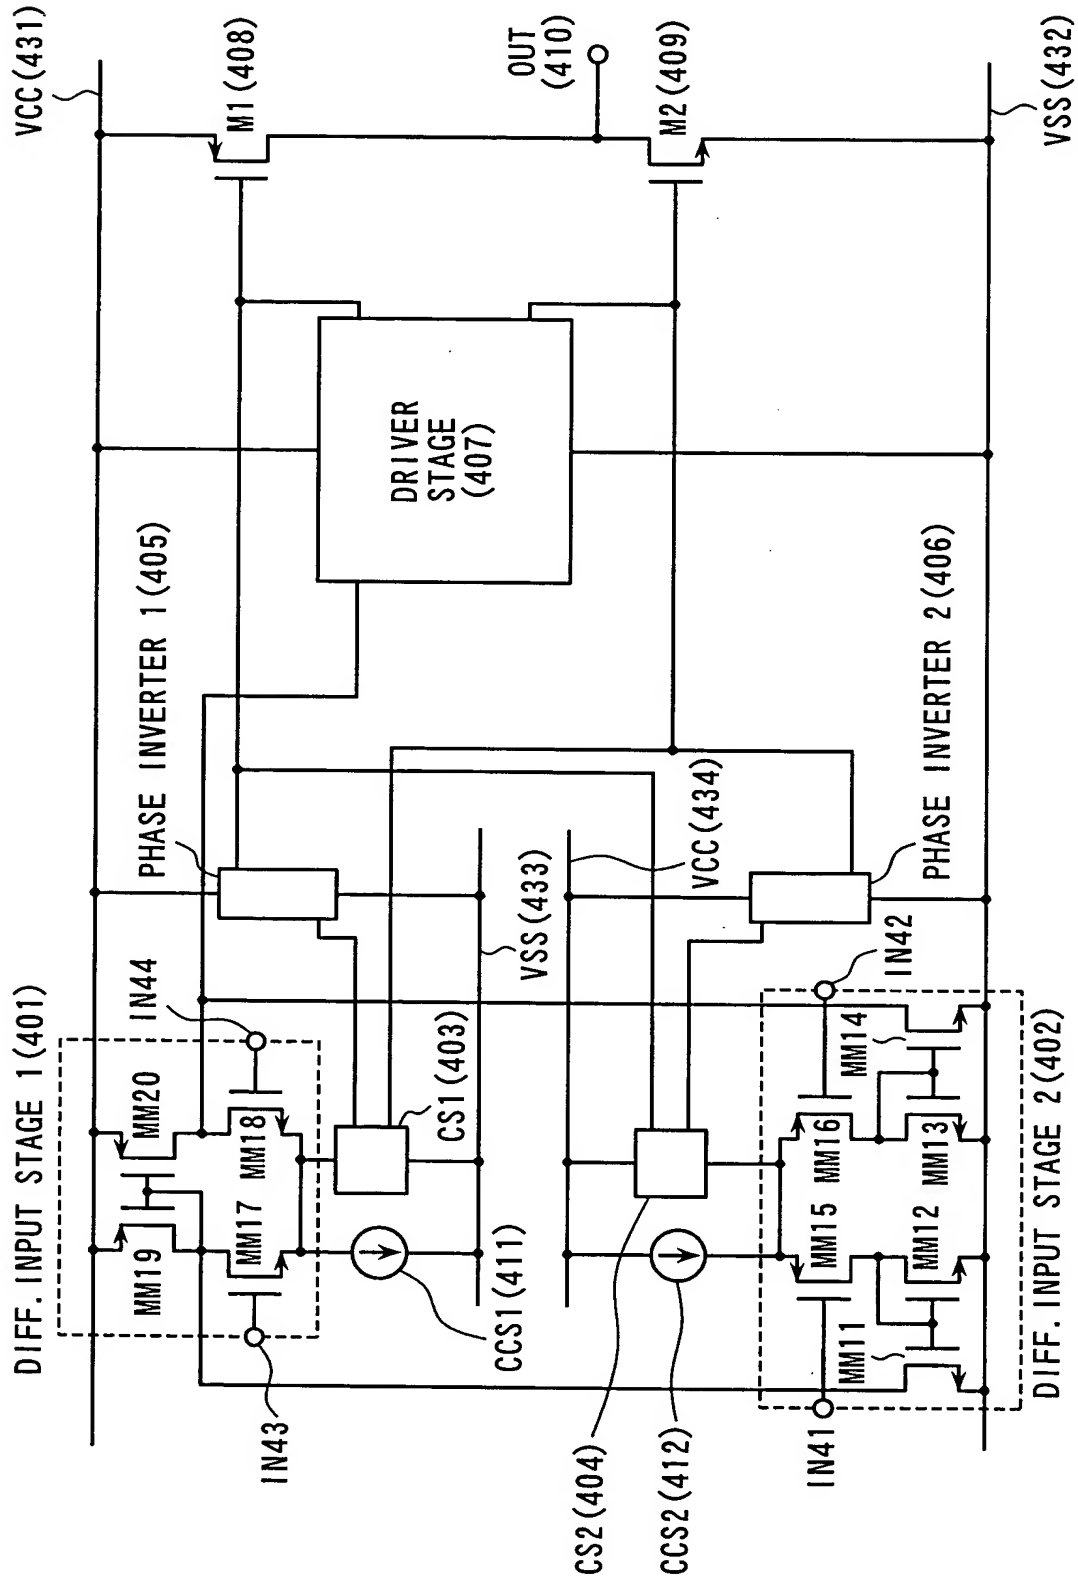 VCC(431)
M1(408)
OUT
(410)
M2(409)
VSS(432)
DRIVER
STAGE
(407)
PHASE INVERTER 1(405)
PHASE INVERTER 2(406)
VSS(433)
VCC(434)
DIFF. INPUT STAGE 1(401)
IN44
MM20
MM18
MM19
MM17
IN43
CS1(403)
CCS1(411)
CS2(404)
CCS2(412)
IN42
MM14
MM16
MM13
MM15
MM12
MM11
IN41
DIFF. INPUT STAGE 2(402)